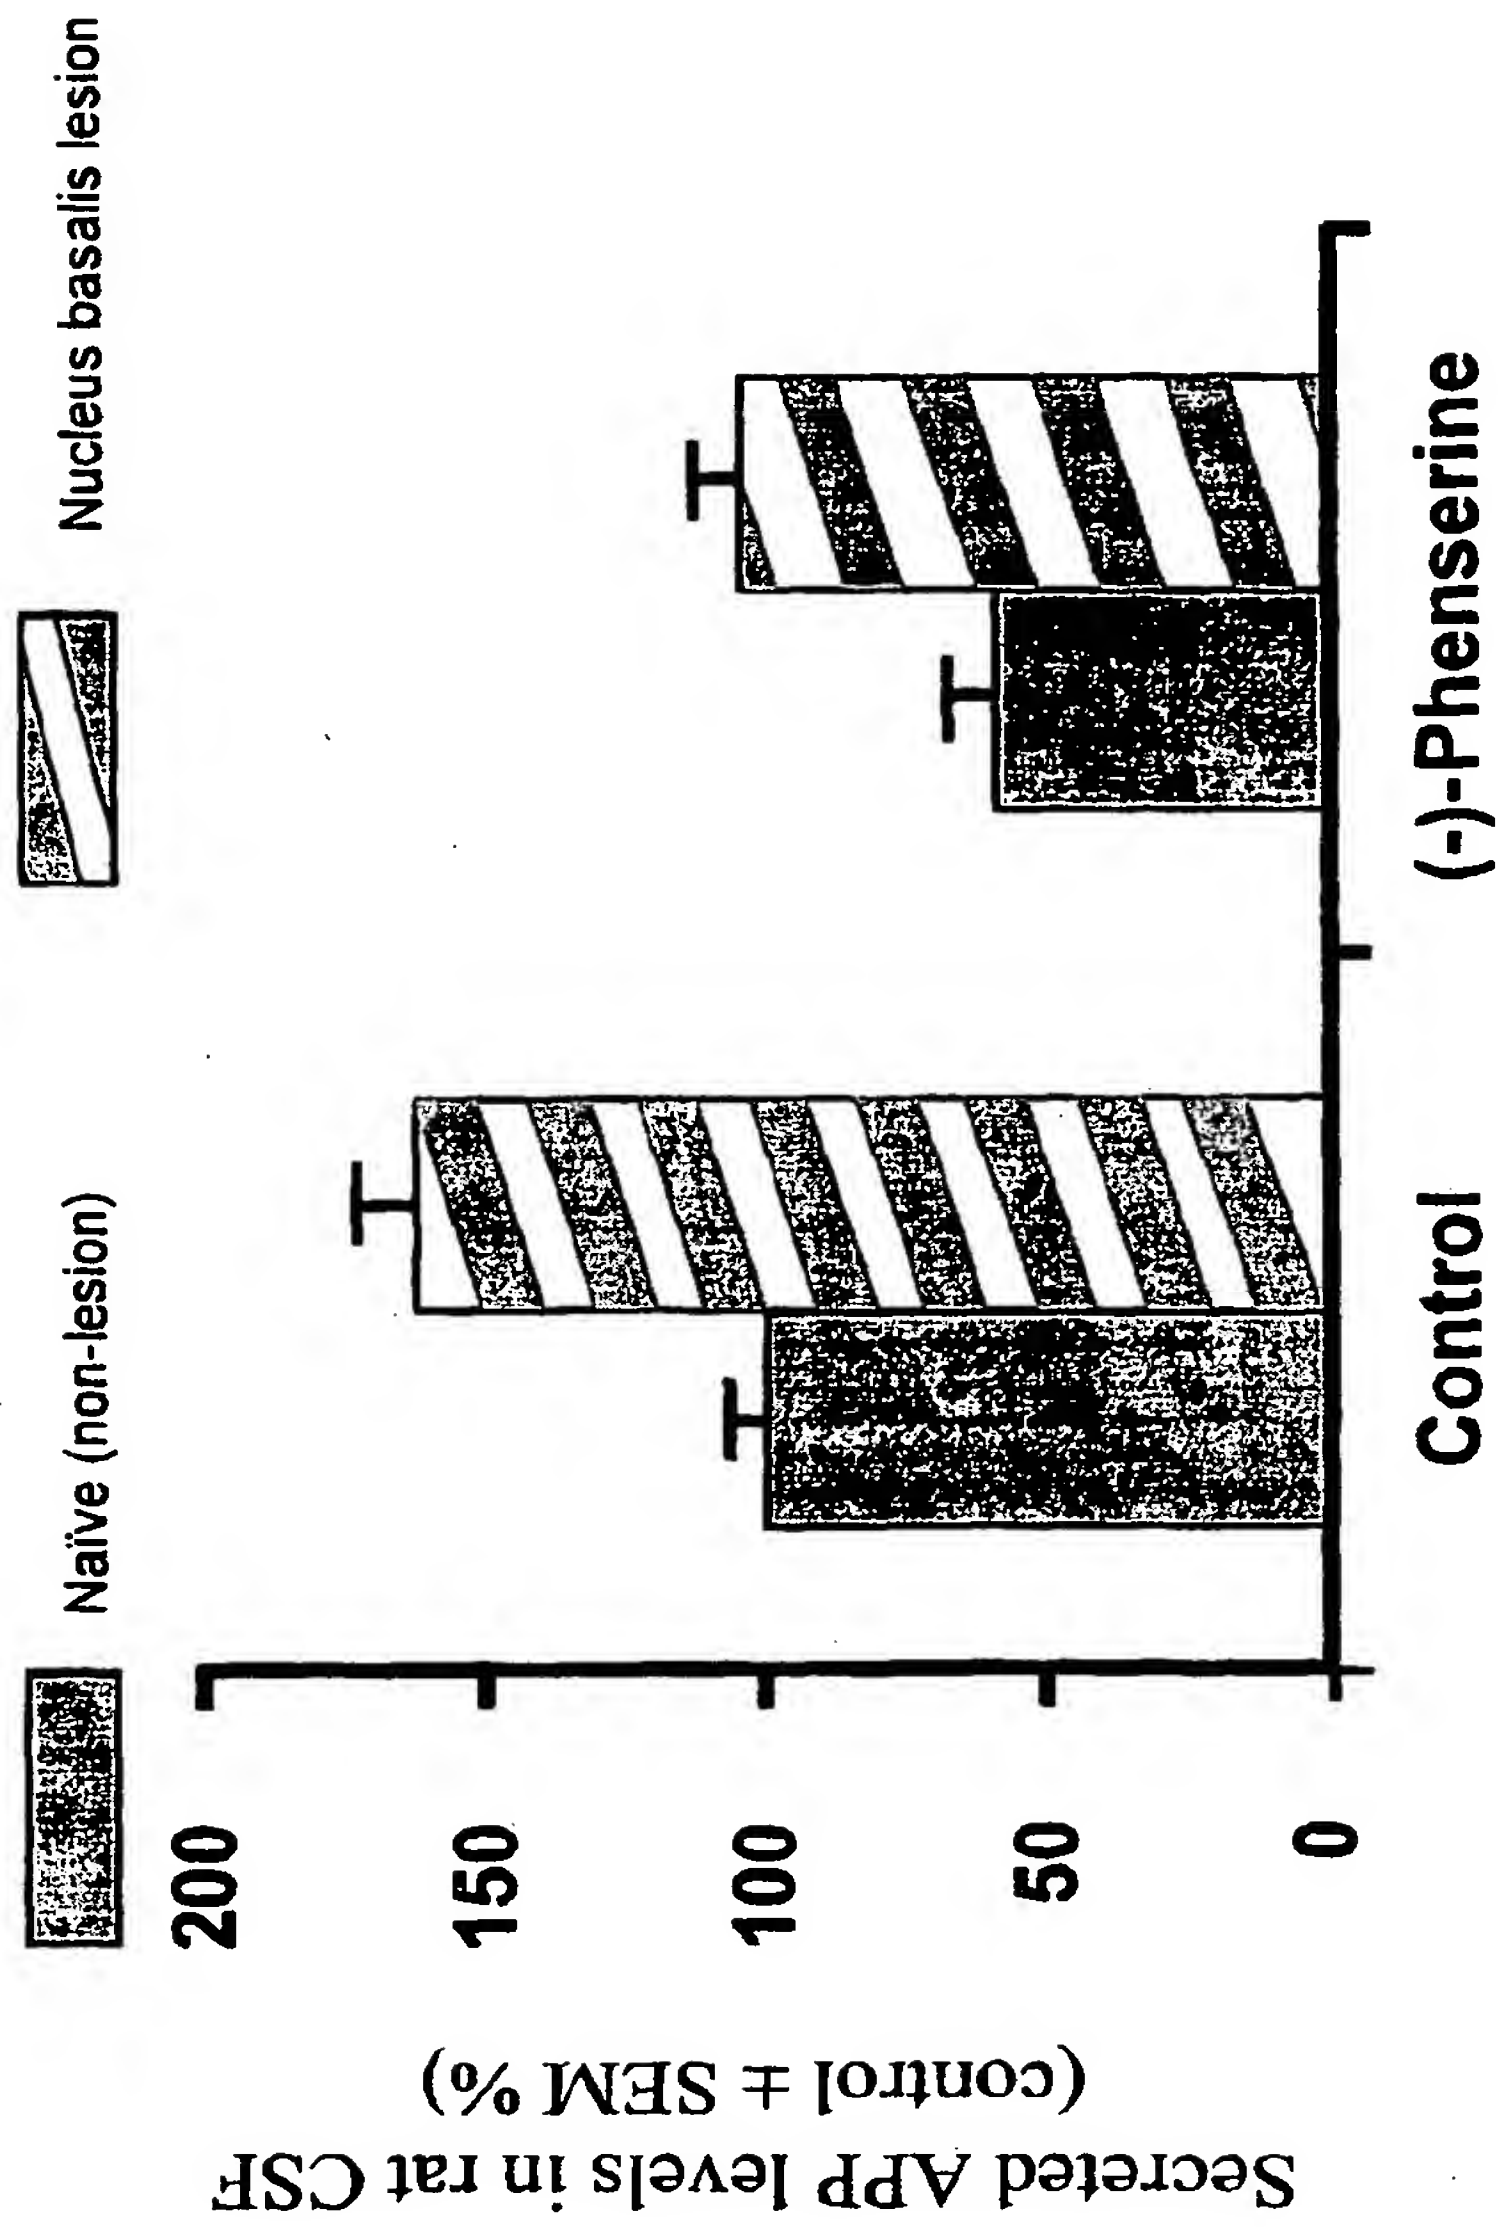 Naïve (non-lesion)
Nucleus basalis lesion
Secreted APP levels in rat CSF
(control ± SEM %)
200
150
100
50
0
Control
(-)-Phenserine